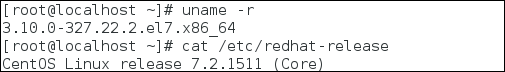 [root@localhost ~]# uname -r
3.10.0-327.22.2.el7.x86_64
[root@localhost ~]# cat /etc/redhat-release
CentOS Linux release 7.2.1511 (Core)